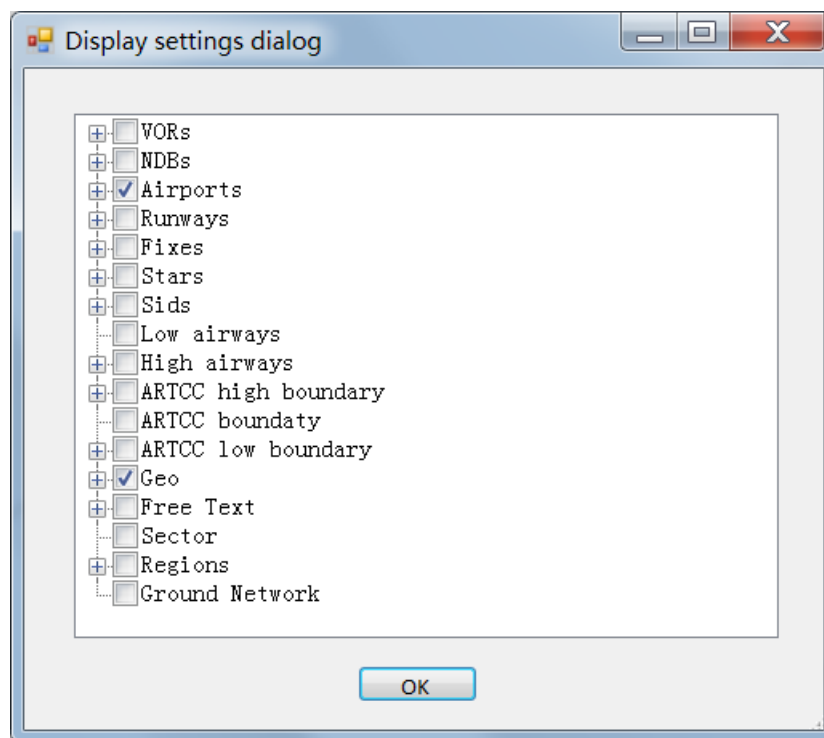 Display settings dialog
VORs
NDBs
Airports
Runways
Fixes
Stars
Sids
Low airways
High airways
ARTCC high boundary
ARTCC boundaty
ARTCC low boundary
Geo
Free Text
Sector
Regions
Ground Network
OK